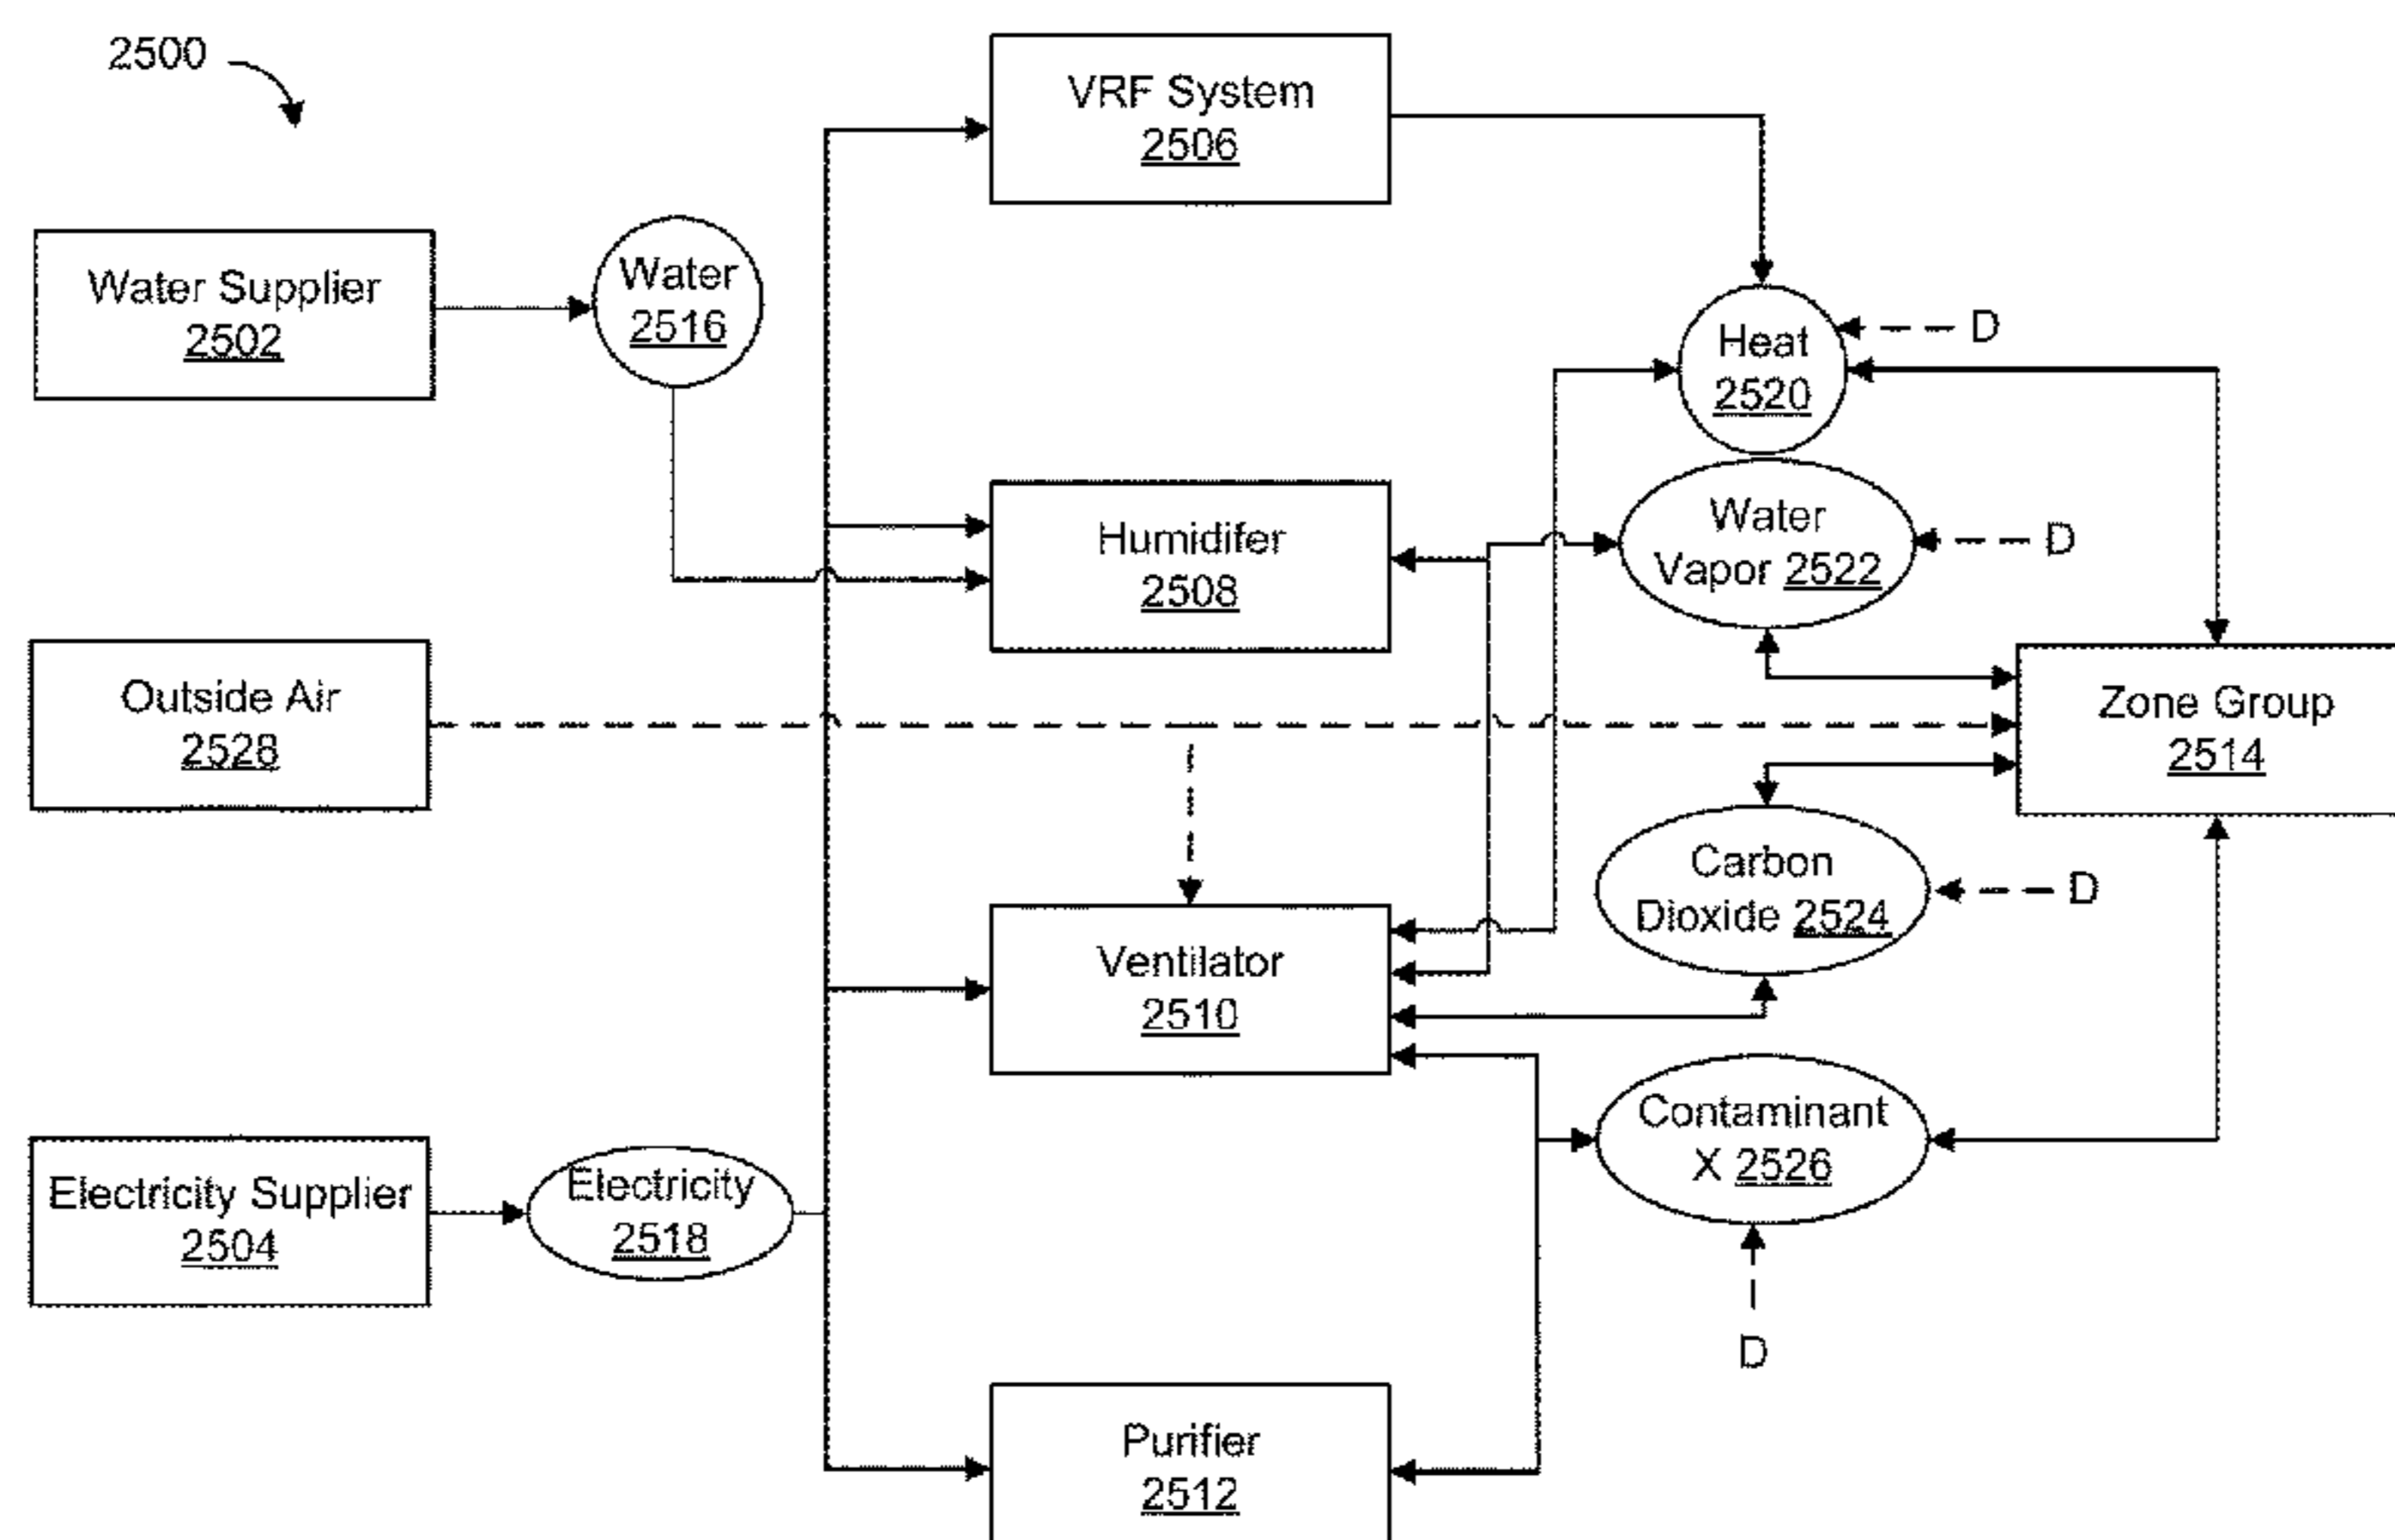 2500
VRF System
2506
Water Supplier
2502
Water
2516
Heat
2520
D
Humidifer
2508
Water
Vapor 2522
D
Outside Air
2528
Zone Group
2514
Carbon
Dioxide 2524
D
Ventilator
2510
Contaminant
X 2526
D
Electricity Supplier
2504
Electricity
2518
Purifier
2512